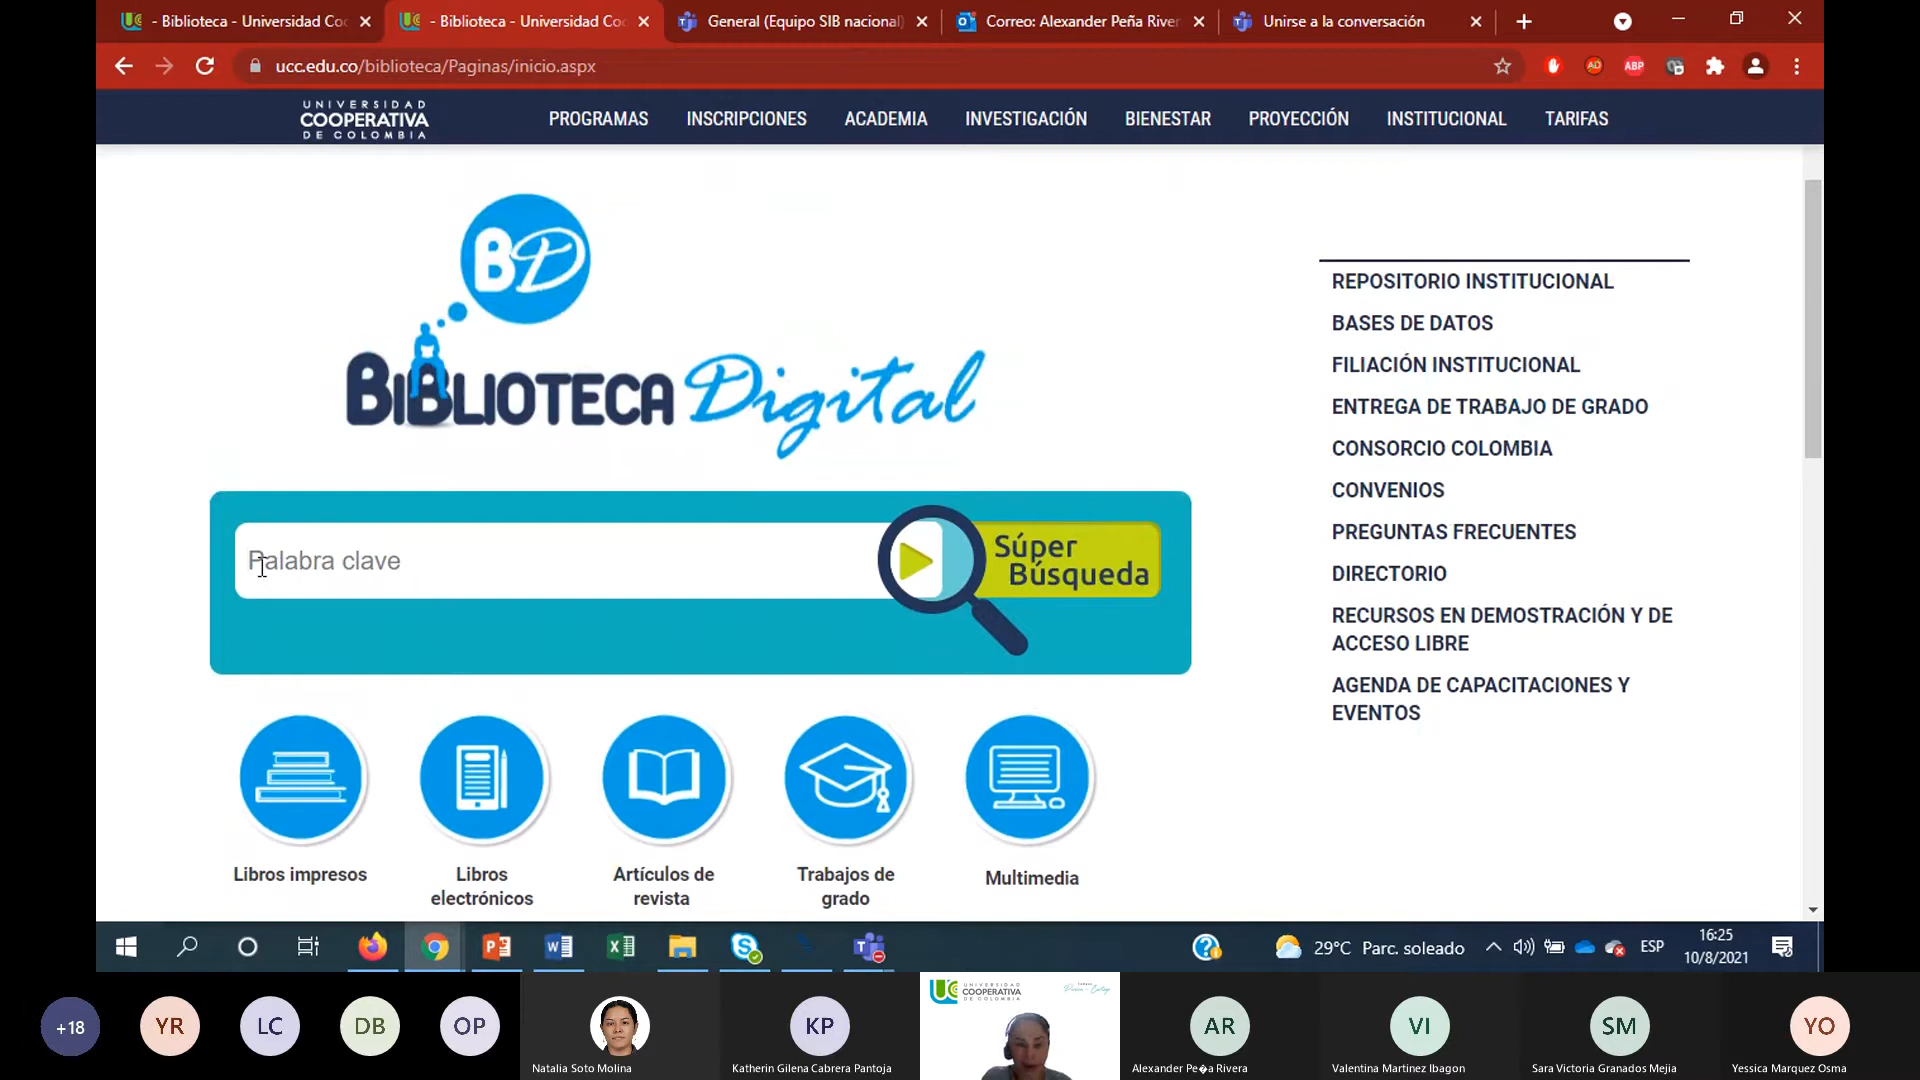 - Biblioteca - Universidad Co
- Biblioteca - Universidad Co
General (Equipo SIB nacional)
Correo: Alexander Peña River
Unirse a la conversación
ucc.edu.co/biblioteca/Paginas/inicio.aspx
ABP
UNIVERSIDAD
COOPERATIVA
DE COLOMBIA
PROGRAMAS
INSCRIPCIONES
ACADEMIA
INVESTIGACIÓN
BIENESTAR
PROYECCIÓN
INSTITUCIONAL
TARIFAS
BD
BIBLIOTECA Digital
Palabra clave
Súper
Búsqueda
Libros impresos
Libros
electrónicos
Artículos de
revista
Trabajos de
grado
Multimedia
REPOSITORIO INSTITUCIONAL
BASES DE DATOS
FILIACIÓN INSTITUCIONAL
ENTREGA DE TRABAJO DE GRADO
CONSORCIO COLOMBIA
CONVENIOS
PREGUNTAS FRECUENTES
DIRECTORIO
RECURSOS EN DEMOSTRACIÓN Y DE
ACCESO LIBRE
AGENDA DE CAPACITACIONES Y
EVENTOS
29°C Parc. soleado
ESP
16:25
10/8/2021
+18
YR
LC
DB
OP
Natalia Soto Molina
KP
Katherin Gilena Cabrera Pantoja
UNIVERSIDAD
COOPERATIVA
DE COLOMBIA
AR
Alexander Pe�a Rivera
VI
Valentina Martinez Ibagon
SM
Sara Victoria Granados Mejia
YO
Yessica Marquez Osma